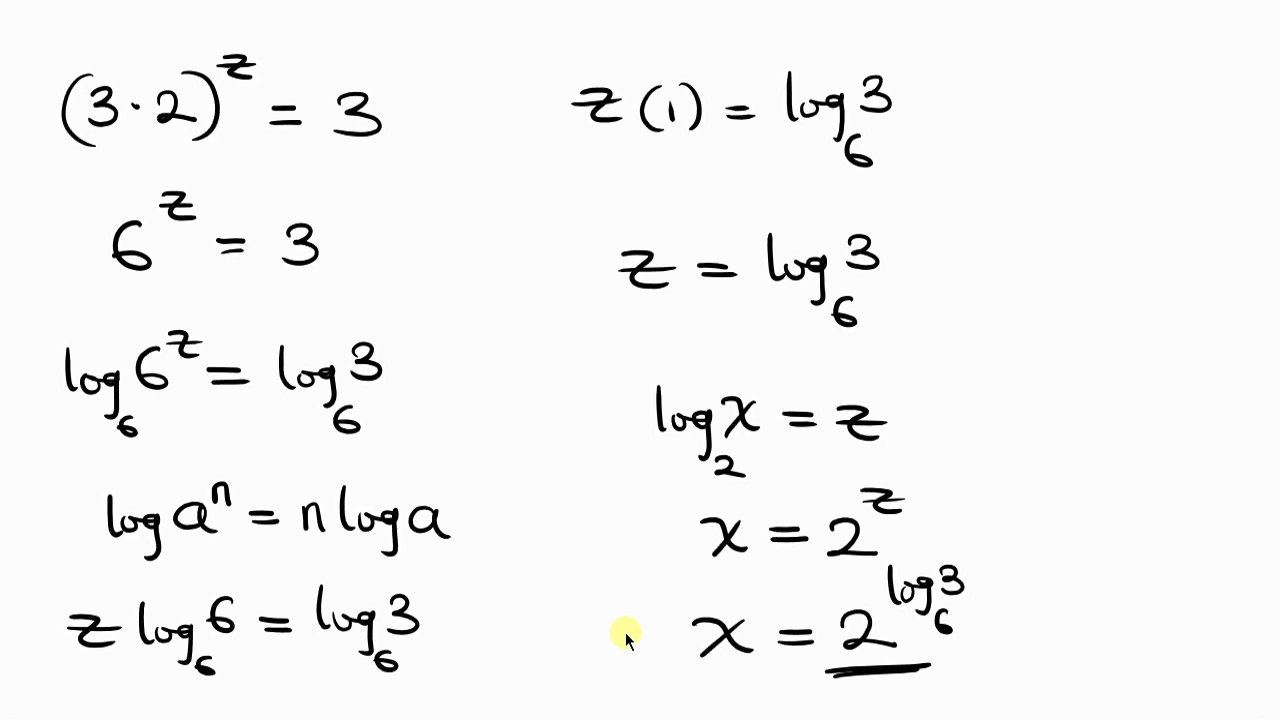 (3·2)^z = 3
6^z = 3
log_6 6^z = log_6 3
log a^n = n log a
z log_6 6 = log_6 3
z(1) = log_6 3
z = log_6 3
log_2 x = z
x = 2^z
x = 2^(log_6 3)